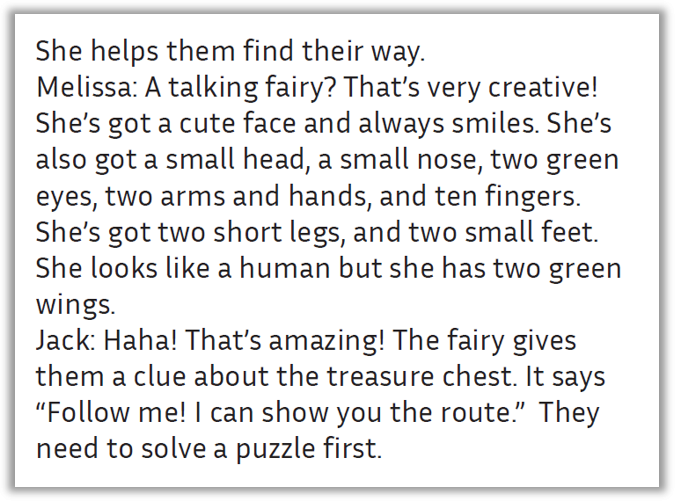 She helps them find their way.
Melissa: A talking fairy? That’s very creative!
She’s got a cute face and always smiles. She’s
also got a small head, a small nose, two green
eyes, two arms and hands, and ten fingers.
She’s got two short legs, and two small feet.
She looks like a human but she has two green
wings.
Jack: Haha! That’s amazing! The fairy gives
them a clue about the treasure chest. It says
“Follow me! I can show you the route.”  They
need to solve a puzzle first.